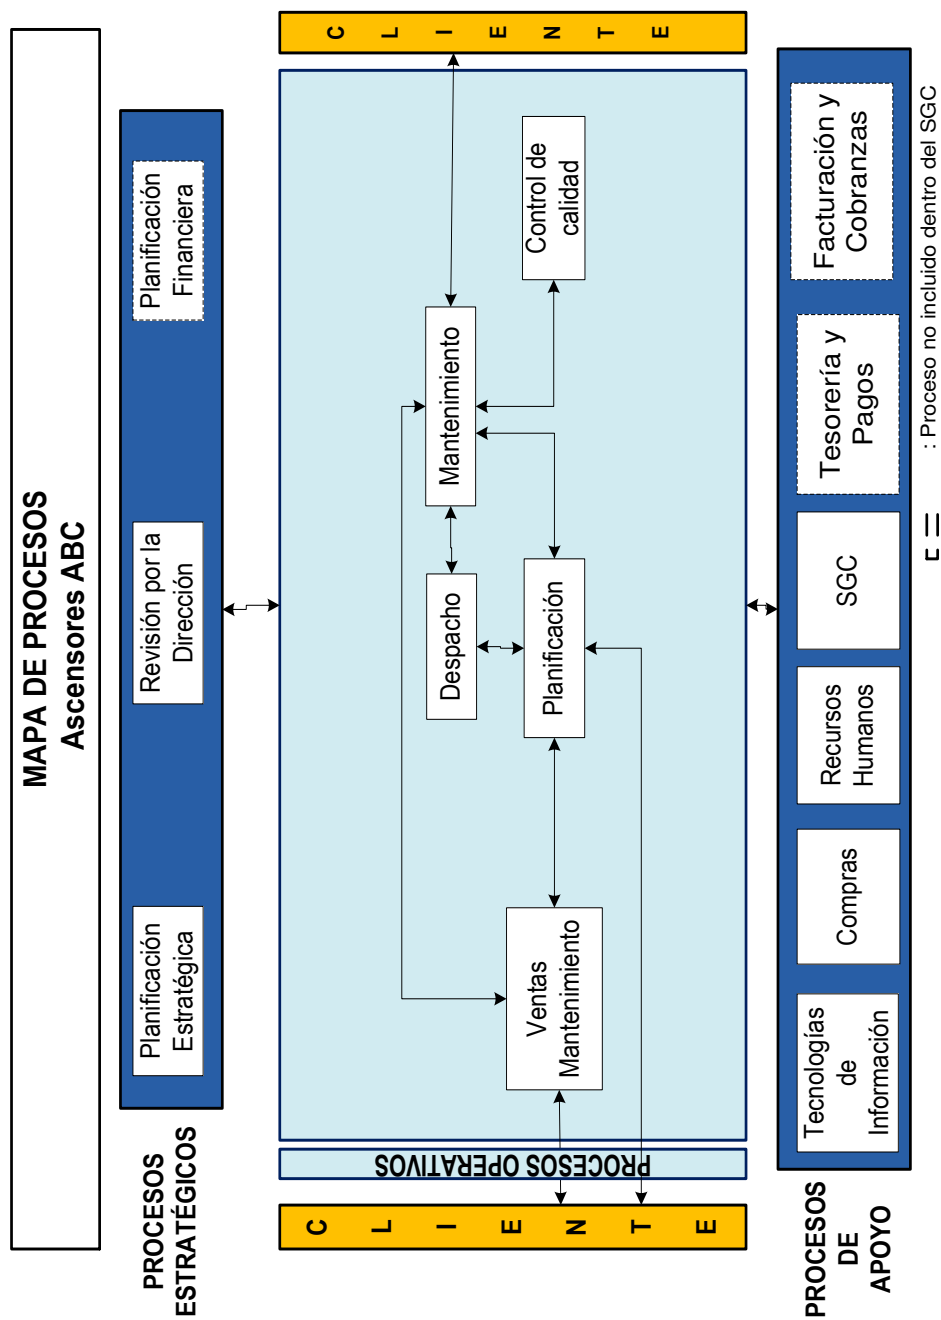 MAPA DE PROCESOS
Ascensores ABC
PROCESOS
ESTRATÉGICOS
Planificación
Estratégica
Revisión por la
Dirección
Planificación
Financiera
CLIENTE
PROCESOS OPERATIVOS
Ventas
Mantenimiento
Despacho
Planificación
Mantenimiento
Control de
calidad
CLIENTE
PROCESOS
DE
APOYO
Tecnologías
de
Información
Compras
Recursos
Humanos
SGC
Tesorería y
Pagos
Facturación y
Cobranzas
: Proceso no incluido dentro del SGC